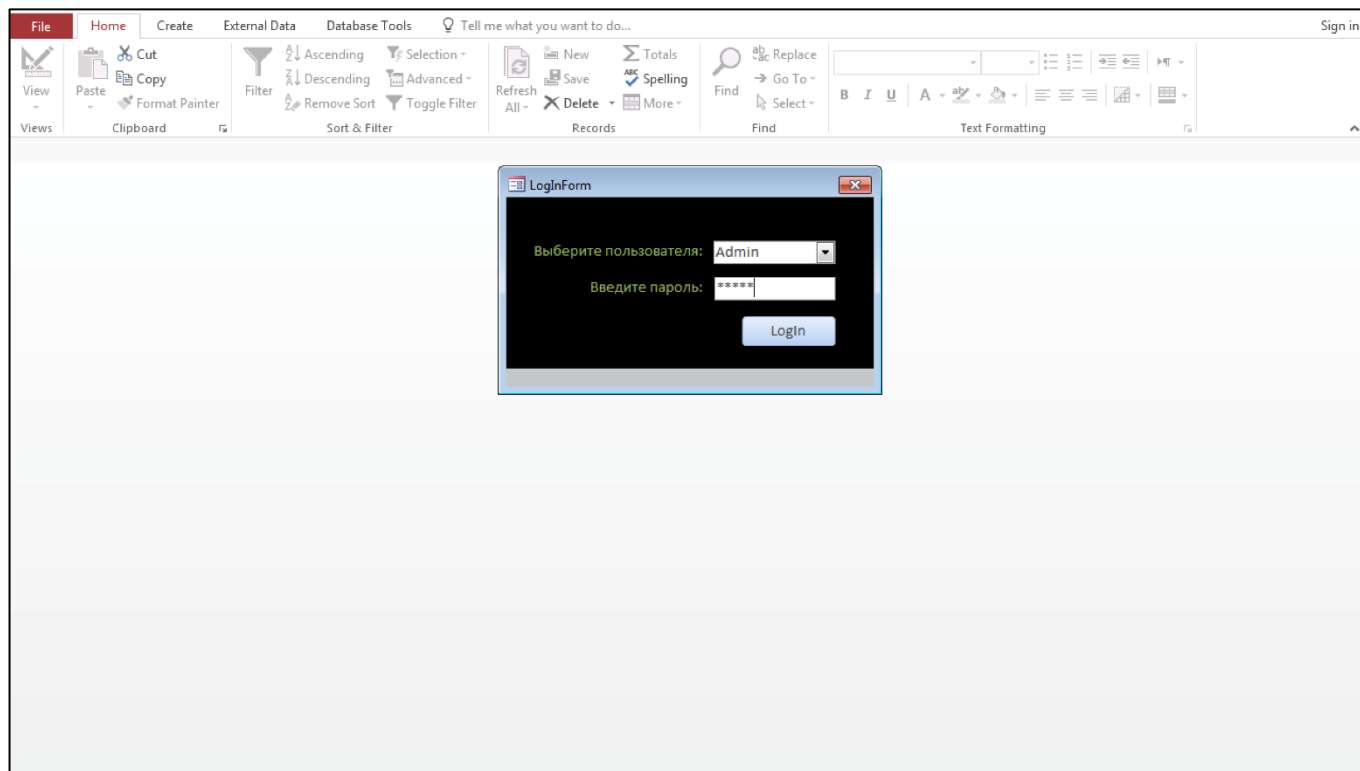 File Home Create External Data Database Tools Tell me what you want to do... Sign in
Cut Ascending Selection New Totals Replace
Copy Descending Advanced Save Spelling Go To
View Paste Format Painter Filter Remove Sort Toggle Filter Refresh All Delete More Find Select B I U A
Views Clipboard Sort & Filter Records Find Text Formatting
LogInForm
Выберите пользователя: Admin
Введите пароль: *****
LogIn